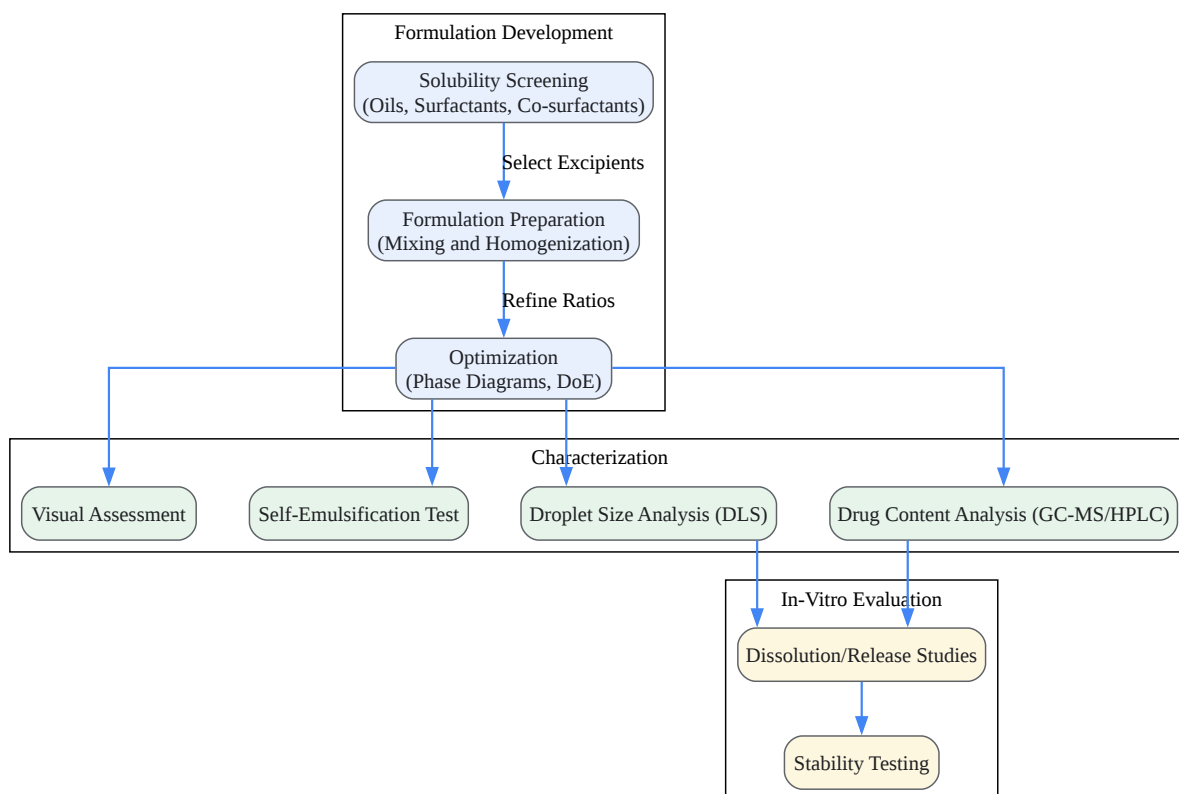 Formulation Development
Solubility Screening
(Oils, Surfactants, Co-surfactants)
Select Excipients
Formulation Preparation
(Mixing and Homogenization)
Refine Ratios
Optimization
(Phase Diagrams, DoE)
Characterization
Visual Assessment
Self-Emulsification Test
Droplet Size Analysis (DLS)
Drug Content Analysis (GC-MS/HPLC)
In-Vitro Evaluation
Dissolution/Release Studies
Stability Testing